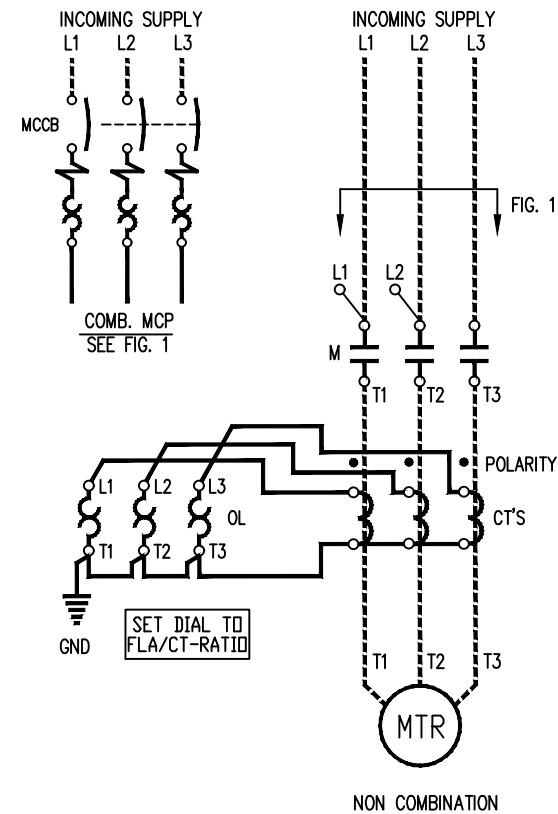 INCOMING SUPPLY
L1 L2 L3
MCCB
COMB. MCP
SEE FIG. 1
INCOMING SUPPLY
L1 L2 L3
FIG. 1
L1 L2
M
T1 T2 T3
POLARITY
L1 L2 L3
OL
CT'S
T1 T2 T3
GND
SET DIAL TO
FLA/CT-RATIO
T1 T2 T3
MTR
NON COMBINATION